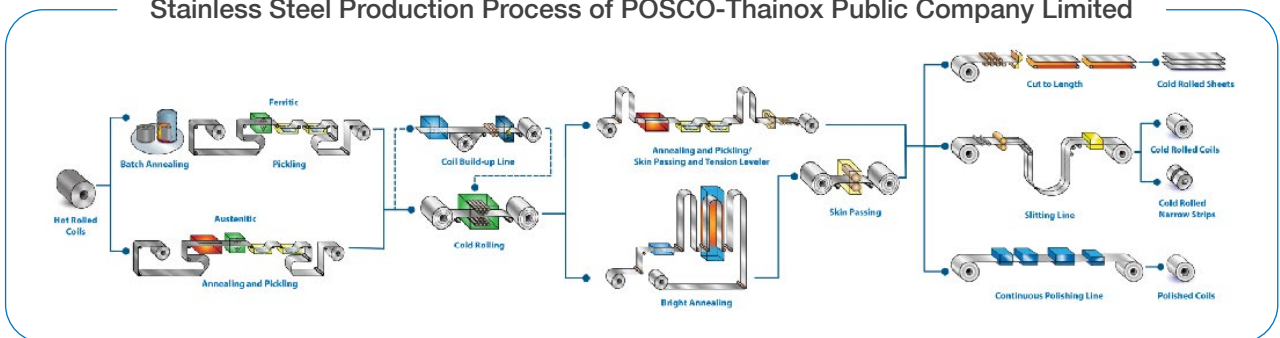 Stainless Steel Production Process of POSCO-Thainox Public Company Limited
Hot Rolled
Coils
Batch Annealing
Ferritic
Pickling
Austenitic
Annealing and Pickling
Coil Build-up Line
Cold Rolling
Annealing and Pickling/
Skin Passing and Tension Leveler
Bright Annealing
Skin Passing
Cut to Length
Cold Rolled Sheets
Slitting Line
Cold Rolled Coils
Cold Rolled
Narrow Strips
Continuous Polishing Line
Polished Coils